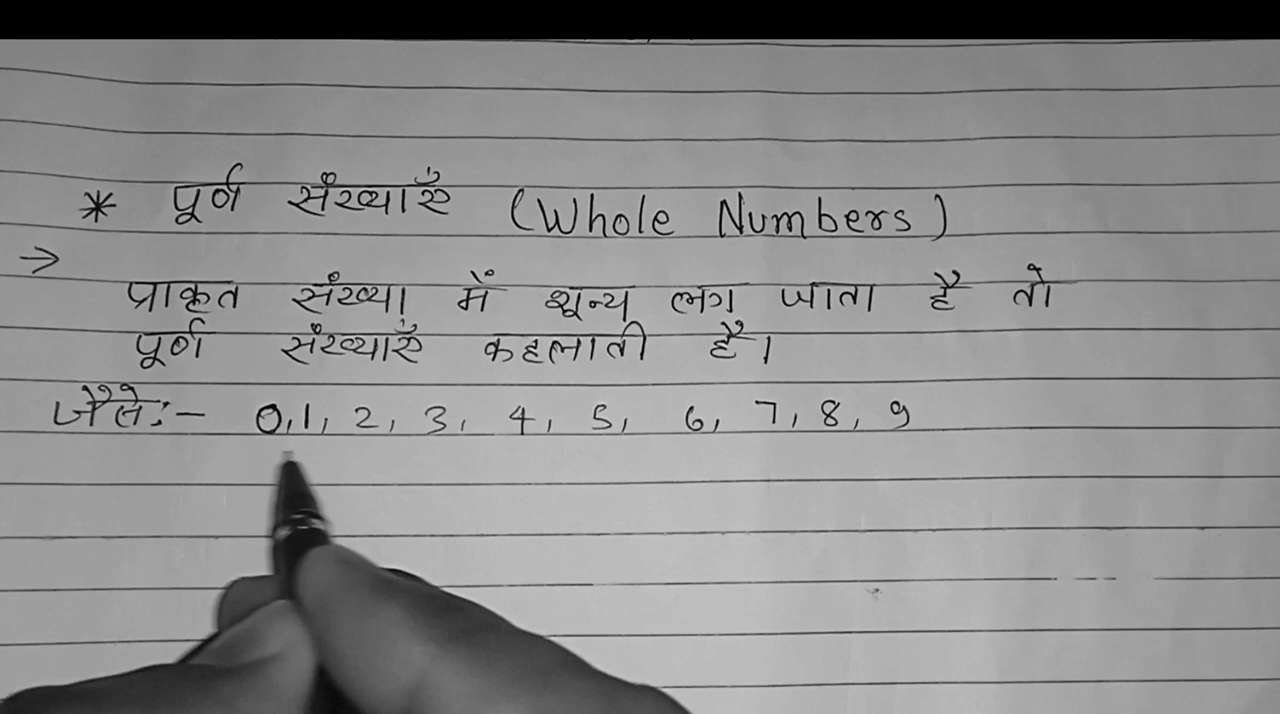 * पूर्ण संख्याएँ (Whole Numbers)
→
प्राकृत संख्या में शून्य लग जाता है तो
पूर्ण संख्याएँ कहलाती है।
जैसे:- 0,1, 2, 3, 4, 5, 6, 7, 8, 9